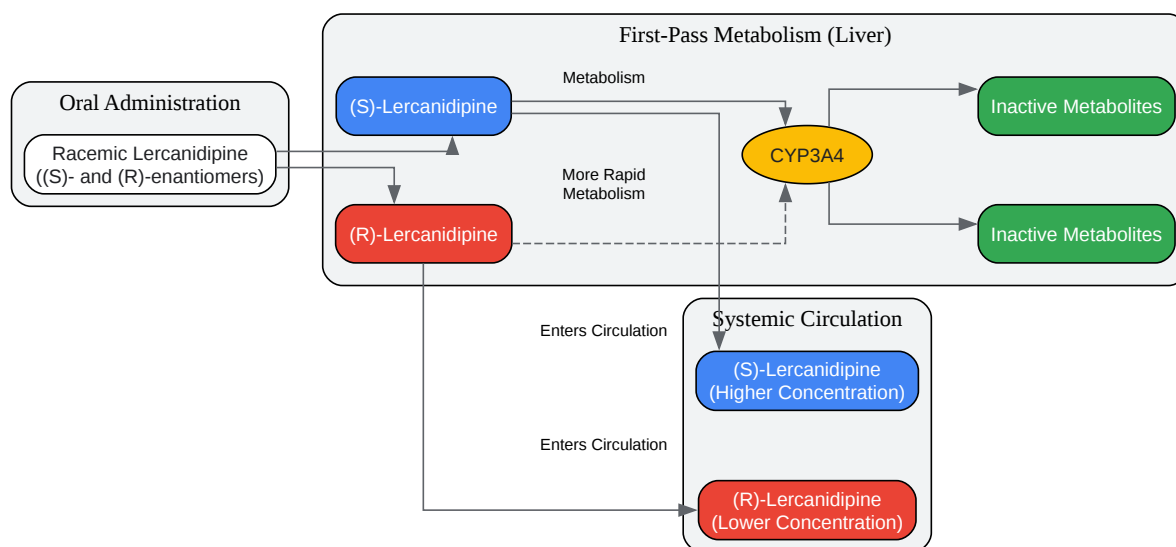 First-Pass Metabolism (Liver)
Oral Administration
Racemic Lercanidipine
((S)- and (R)-enantiomers)
(S)-Lercanidipine
Metabolism
Inactive Metabolites
CYP3A4
More Rapid
Metabolism
(R)-Lercanidipine
Inactive Metabolites
Systemic Circulation
Enters Circulation
(S)-Lercanidipine
(Higher Concentration)
Enters Circulation
(R)-Lercanidipine
(Lower Concentration)